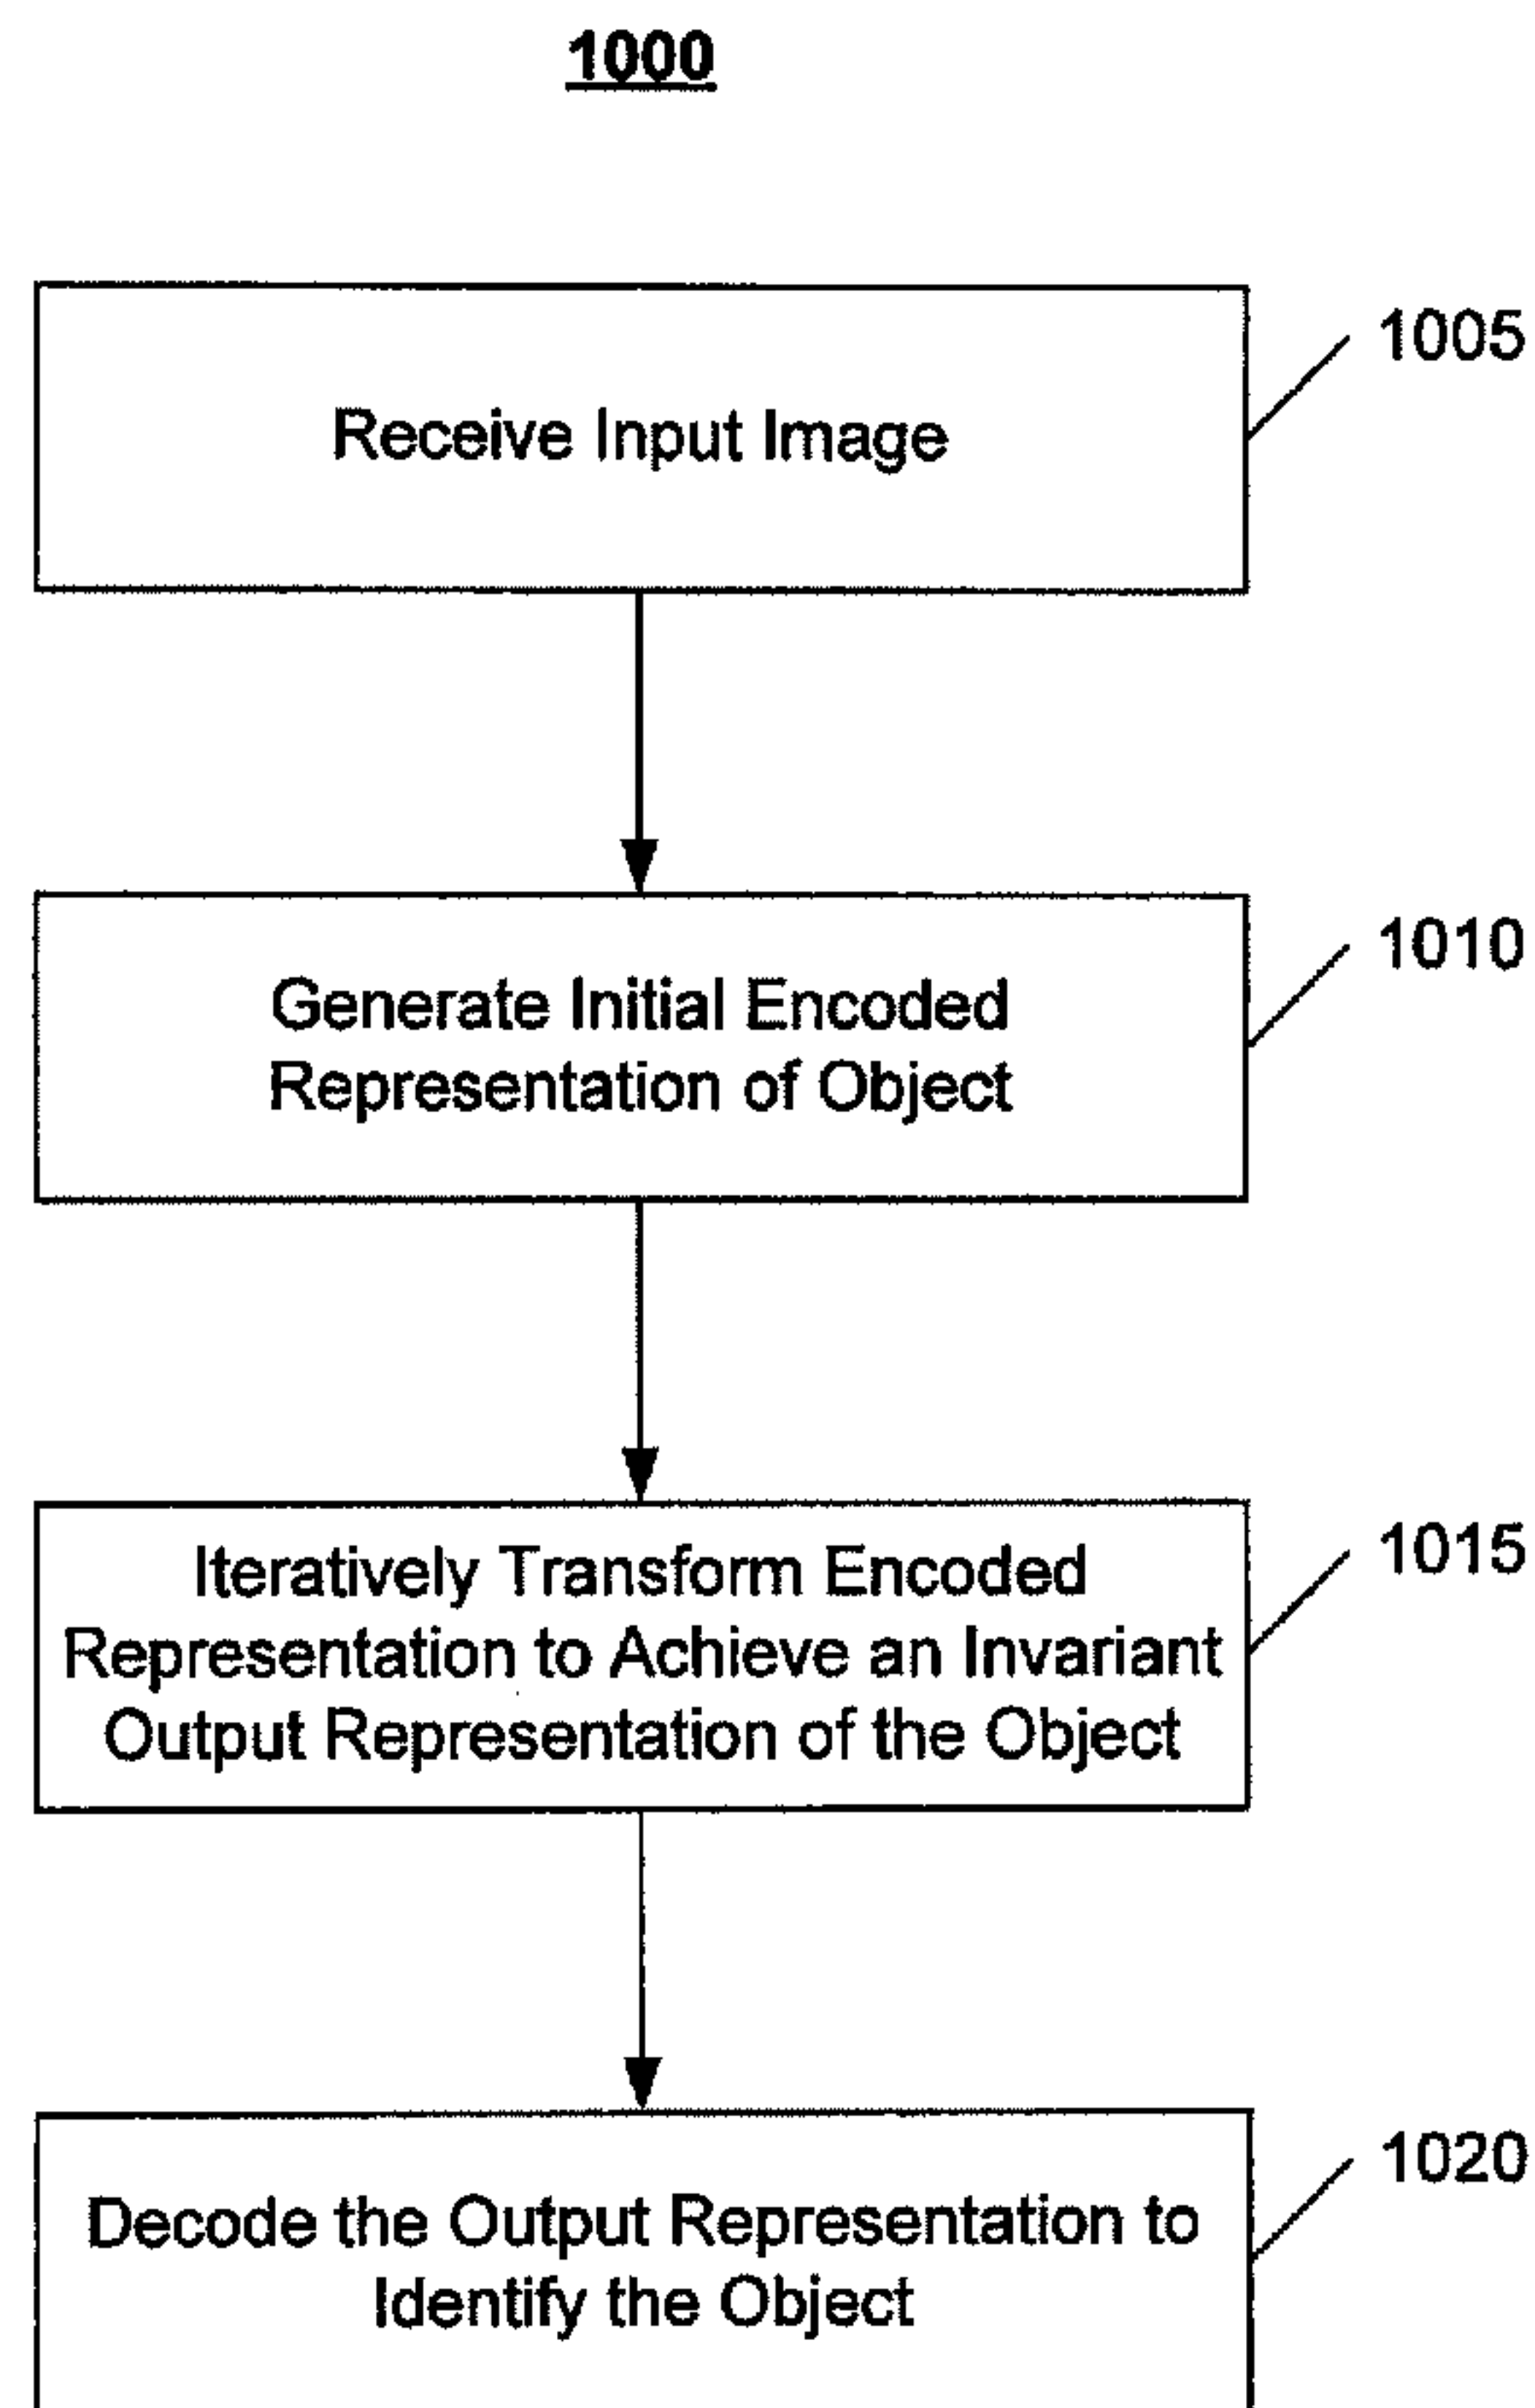 1000
Receive Input Image
1005
Generate Initial Encoded
Representation of Object
1010
Iteratively Transform Encoded
Representation to Achieve an Invariant
Output Representation of the Object
1015
Decode the Output Representation to
Identify the Object
1020